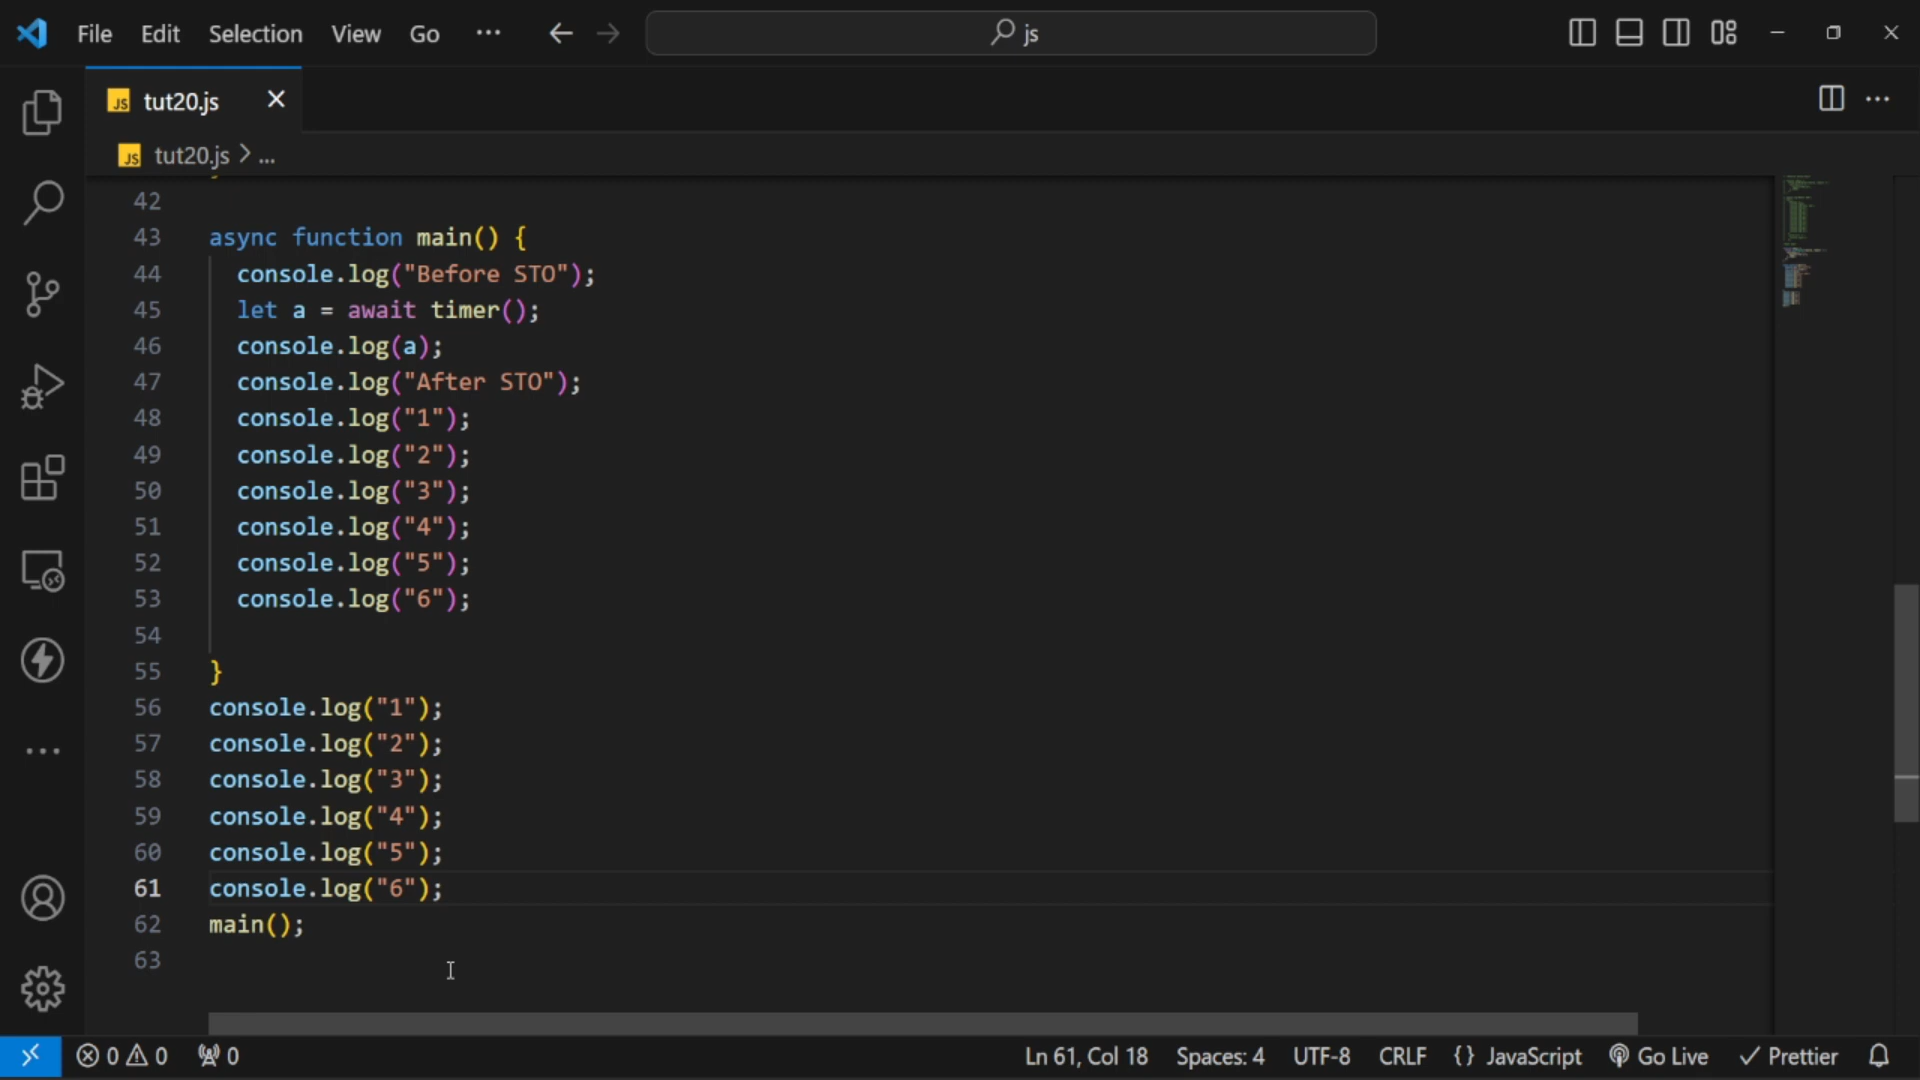 File Edit Selection View Go ... js
tut20.js
tut20.js > ...
42
43 async function main() {
44 console.log("Before STO");
45 let a = await timer();
46 console.log(a);
47 console.log("After STO");
48 console.log("1");
49 console.log("2");
50 console.log("3");
51 console.log("4");
52 console.log("5");
53 console.log("6");
54
55 }
56 console.log("1");
57 console.log("2");
58 console.log("3");
59 console.log("4");
60 console.log("5");
61 console.log("6");
62 main();
63
0 0 0 Ln 61, Col 18 Spaces: 4 UTF-8 CRLF {} JavaScript Go Live Prettier